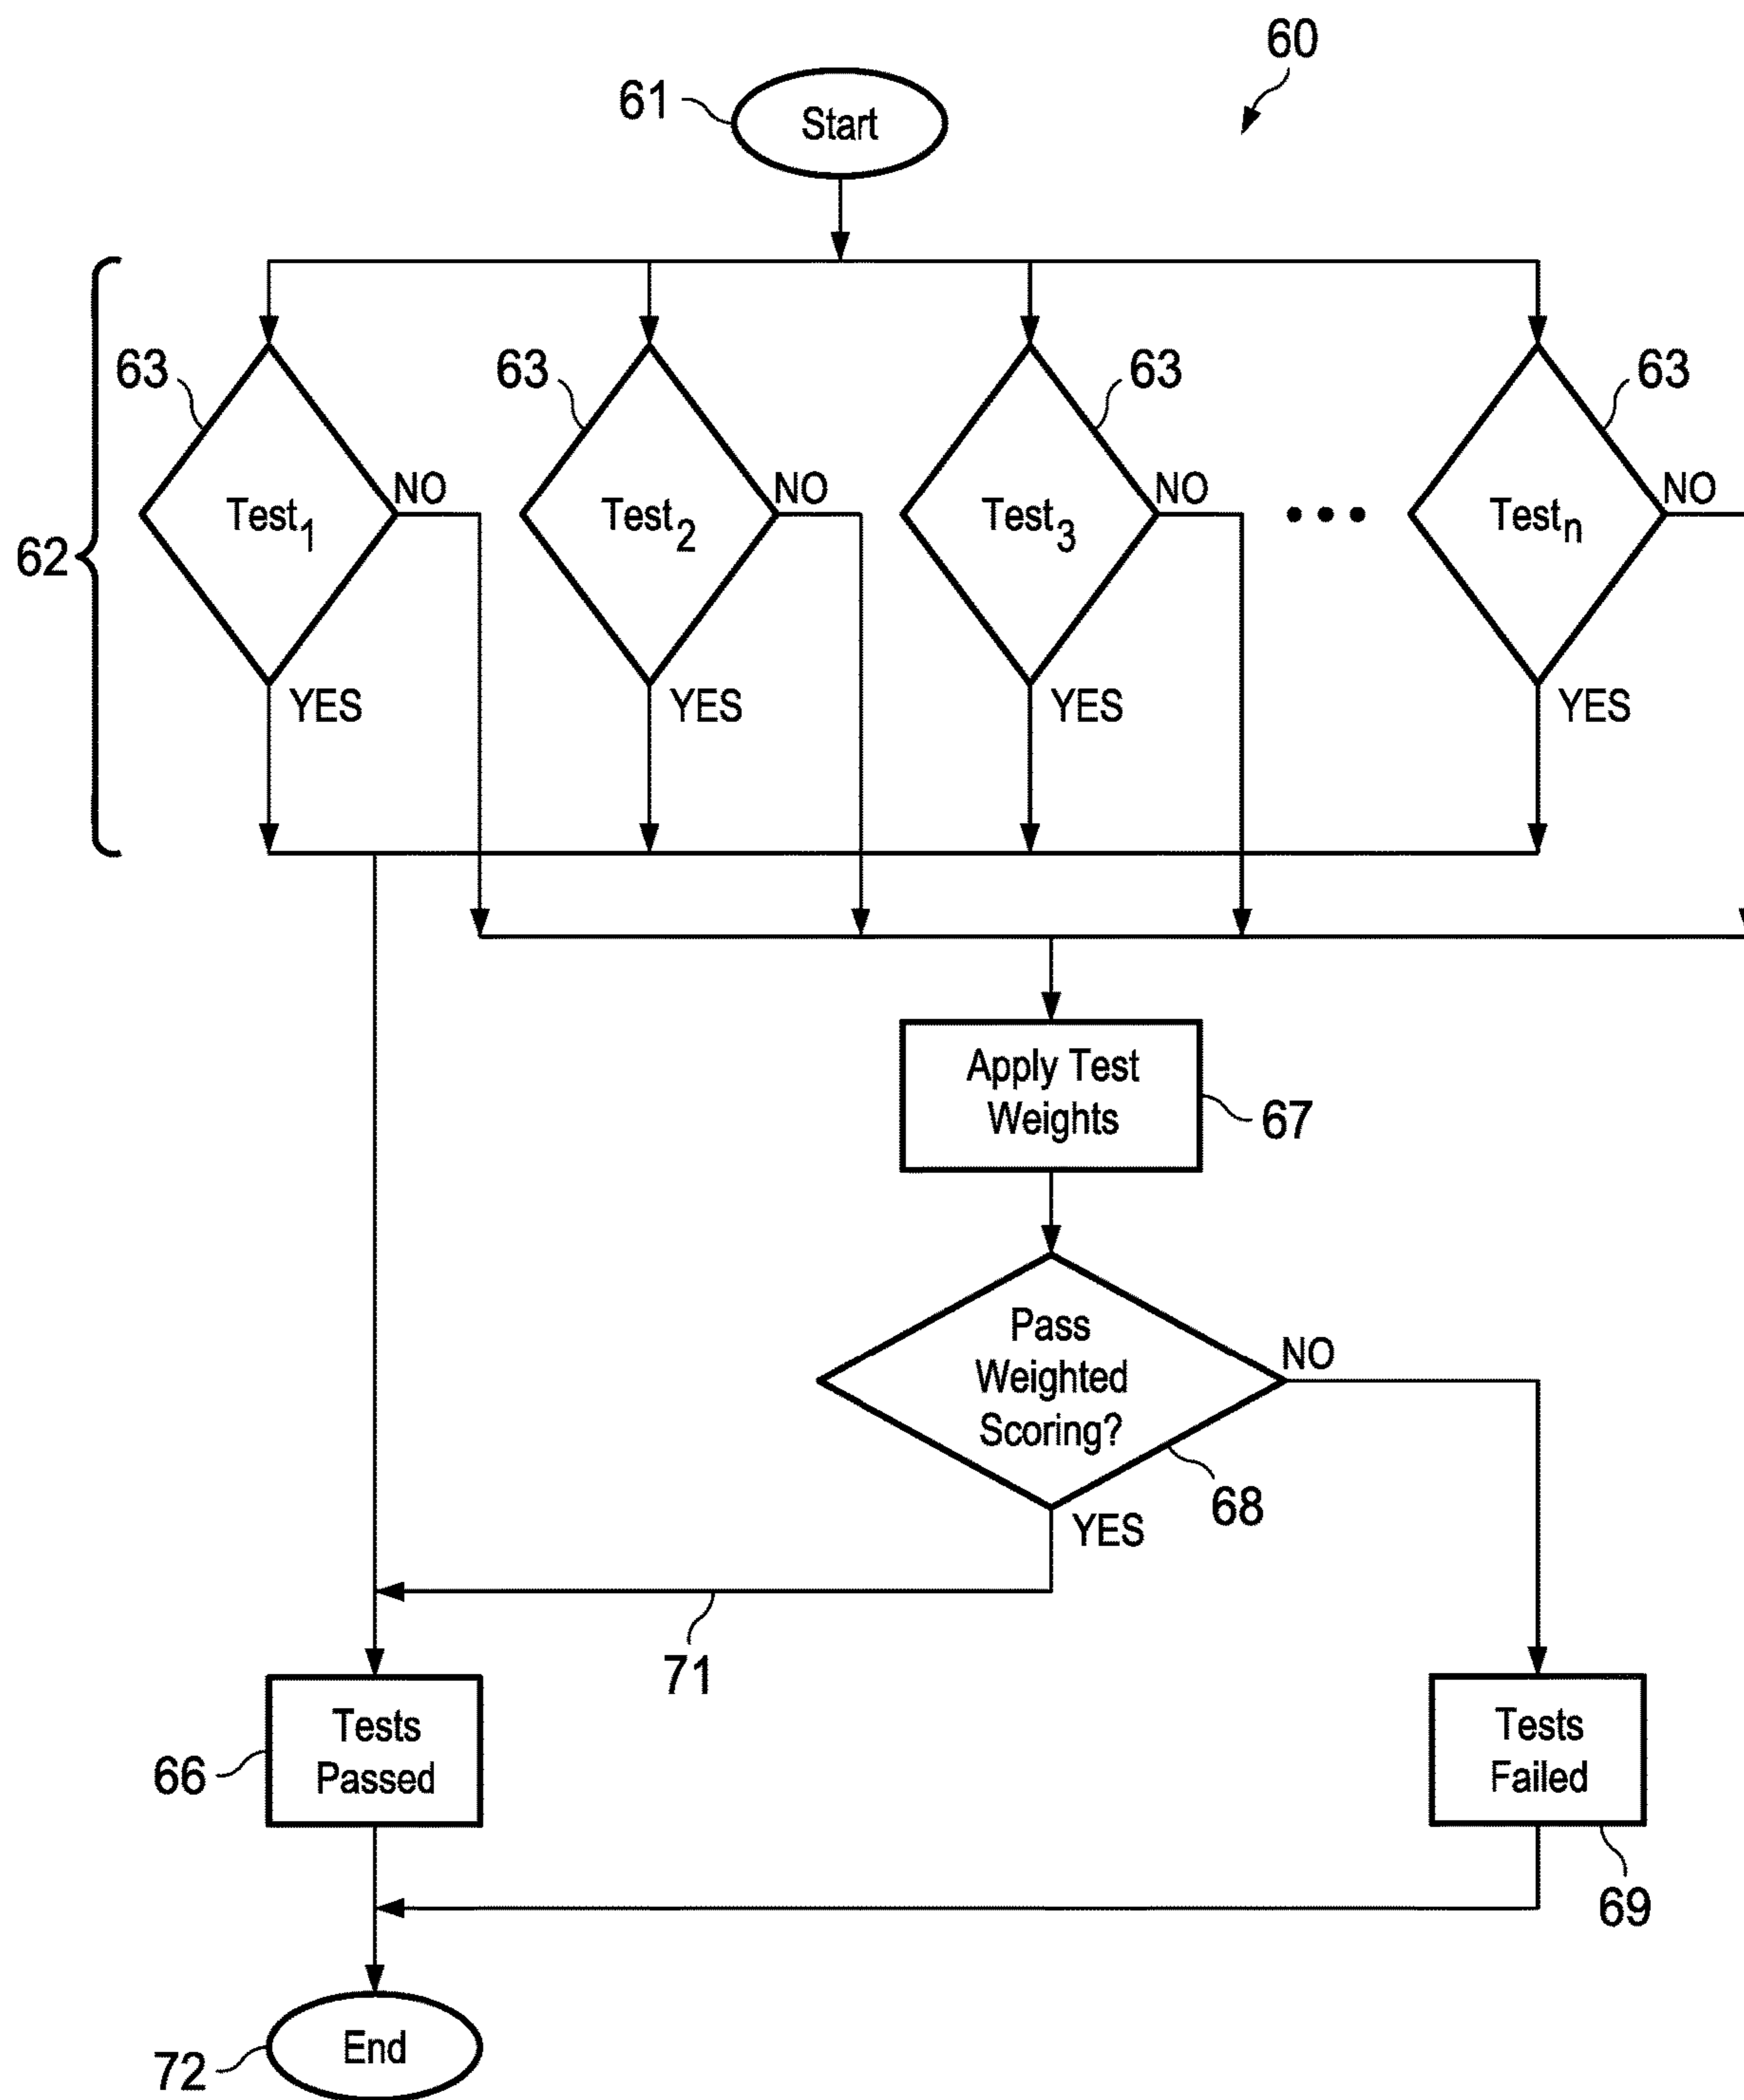 60
61
Start
63
63
63
63
NO
NO
NO
NO
Test1
Test2
Test3
•••
Testn
62
YES
YES
YES
YES
Apply Test
Weights
67
Pass
Weighted
Scoring?
NO
68
YES
71
Tests
Passed
66
Tests
Failed
69
End
72